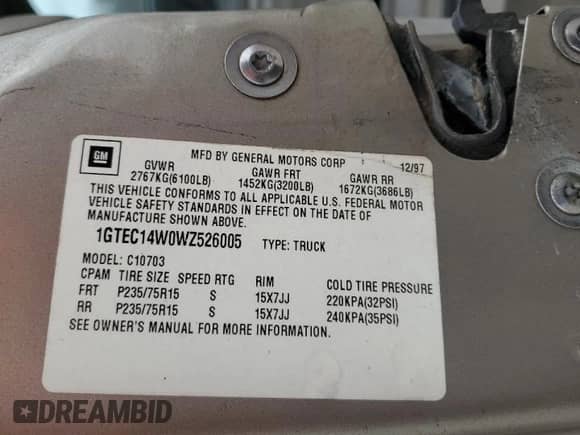 GM
MFD BY GENERAL MOTORS CORP 12/97
GVWR GAWR FRT GAWR RR
2767KG(6100LB) 1452KG(3200LB) 1672KG(3686LB)
THIS VEHICLE CONFORMS TO ALL APPLICABLE U.S. FEDERAL MOTOR
VEHICLE SAFETY STANDARDS IN EFFECT ON THE DATE OF
MANUFACTURE SHOWN ABOVE.
1GTEC14W0WZ526005 TYPE: TRUCK
MODEL: C10703
CPAM TIRE SIZE SPEED RTG RIM COLD TIRE PRESSURE
FRT P235/75R15 S 15X7JJ 220KPA(32PSI)
RR P235/75R15 S 15X7JJ 240KPA(35PSI)
SEE OWNER'S MANUAL FOR MORE INFORMATION.
DREAMBID